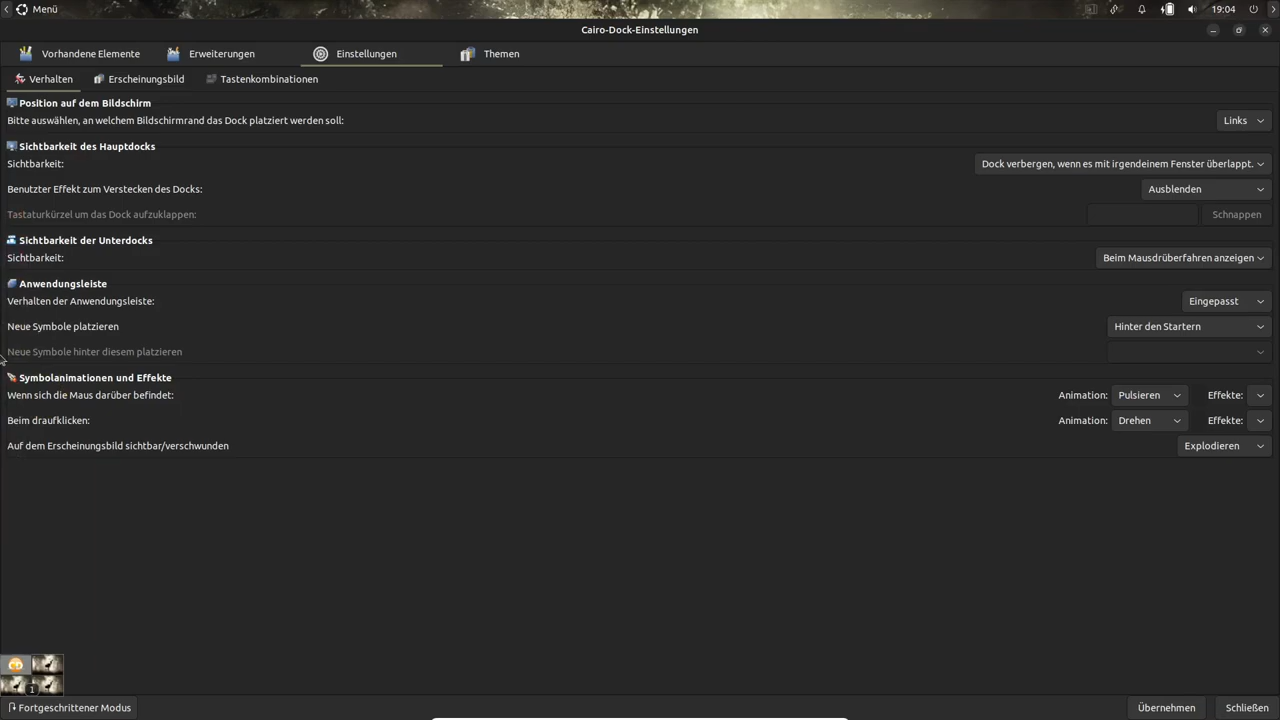 Menü
19:04
Cairo-Dock-Einstellungen
Vorhandene Elemente
Erweiterungen
Einstellungen
Themen
Verhalten
Erscheinungsbild
Tastenkombinationen
Position auf dem Bildschirm
Bitte auswählen, an welchem Bildschirmrand das Dock platziert werden soll: Links
Sichtbarkeit des Hauptdocks
Sichtbarkeit: Dock verbergen, wenn es mit irgendeinem Fenster überlappt.
Benutzter Effekt zum Verstecken des Docks: Ausblenden
Tastaturkürzel um das Dock aufzuklappen: Schnappen
Sichtbarkeit der Unterdocks
Sichtbarkeit: Beim Mausdrüberfahren anzeigen
Anwendungsleiste
Verhalten der Anwendungsleiste: Eingepasst
Neue Symbole platzieren Hinter den Startern
Neue Symbole hinter diesem platzieren
Symbolanimationen und Effekte
Wenn sich die Maus darüber befindet: Animation: Pulsieren Effekte:
Beim draufklicken: Animation: Drehen Effekte:
Auf dem Erscheinungsbild sichtbar/verschwunden Explodieren
1
Fortgeschrittener Modus
Übernehmen
Schließen